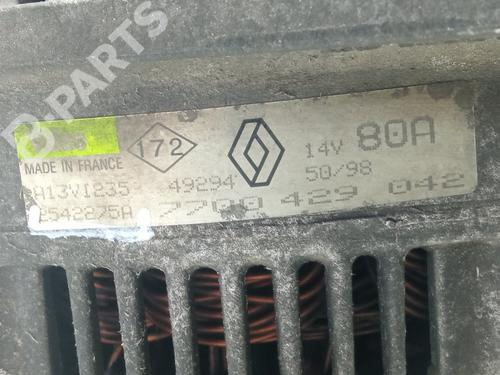 B-PARTS
MADE IN FRANCE
172
14V 80A
A13VI235 49294 50/98
2542275A 7700 429 042